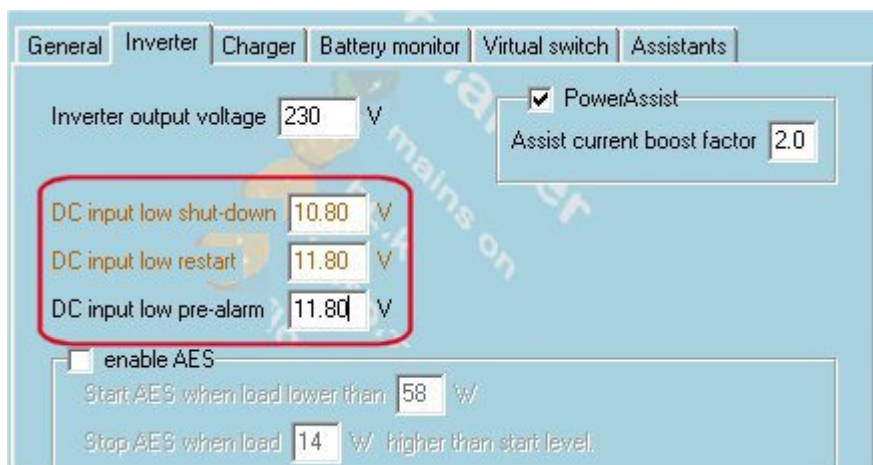 General Inverter Charger Battery monitor Virtual switch Assistants
Inverter output voltage 230 V
PowerAssist
Assist current boost factor 2.0
DC input low shut-down 10.80 V
DC input low restart 11.80 V
DC input low pre-alarm 11.80 V
enable AES
Start AES when load lower than 58 W
Stop AES when load 14 W higher than start level.
mains on